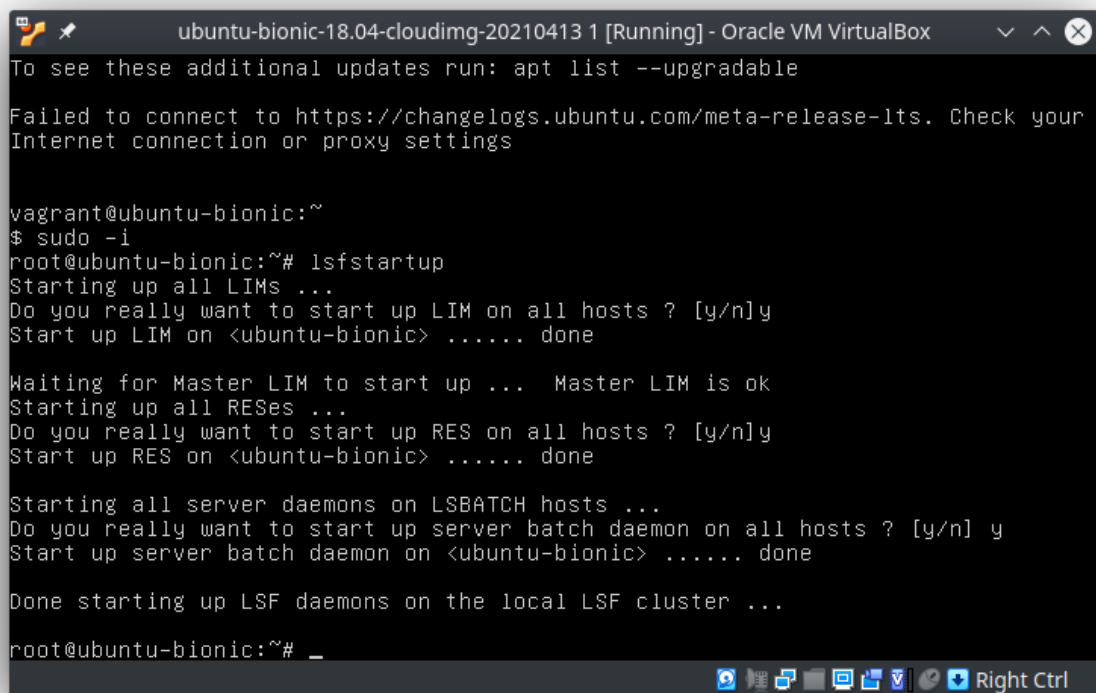 ubuntu-bionic-18.04-cloudimg-20210413 1 [Running] - Oracle VM VirtualBox
To see these additional updates run: apt list --upgradable
Failed to connect to https://changelogs.ubuntu.com/meta-release-lts. Check your
Internet connection or proxy settings
vagrant@ubuntu-bionic:~
$ sudo -i
root@ubuntu-bionic:~# lsfstartup
Starting up all LIMs ...
Do you really want to start up LIM on all hosts ? [y/n]y
Start up LIM on <ubuntu-bionic> ...... done
Waiting for Master LIM to start up ...  Master LIM is ok
Starting up all RESes ...
Do you really want to start up RES on all hosts ? [y/n]y
Start up RES on <ubuntu-bionic> ...... done
Starting all server daemons on LSBATCH hosts ...
Do you really want to start up server batch daemon on all hosts ? [y/n] y
Start up server batch daemon on <ubuntu-bionic> ...... done
Done starting up LSF daemons on the local LSF cluster ...
root@ubuntu-bionic:~# _
Right Ctrl